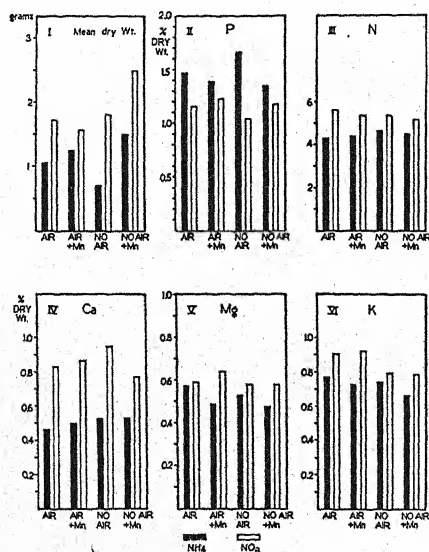 grams I Mean dry Wt.
3
2
1
AIR AIR +Mn NO AIR NO AIR +Mn
% DRY Wt. II P
2.0
1.6
1.2
0.8
0.4
AIR AIR +Mn NO AIR NO AIR +Mn
III N
6
4
2
AIR AIR +Mn NO AIR NO AIR +Mn
% DRY Wt. IV Ca
1.0
0.8
0.6
0.4
0.2
AIR AIR +Mn NO AIR NO AIR +Mn
V Mg
0.8
0.6
0.4
0.2
AIR AIR +Mn NO AIR NO AIR +Mn
VI K
1.0
0.8
0.6
0.4
0.2
AIR AIR +Mn NO AIR NO AIR +Mn
NH₄ NO₃